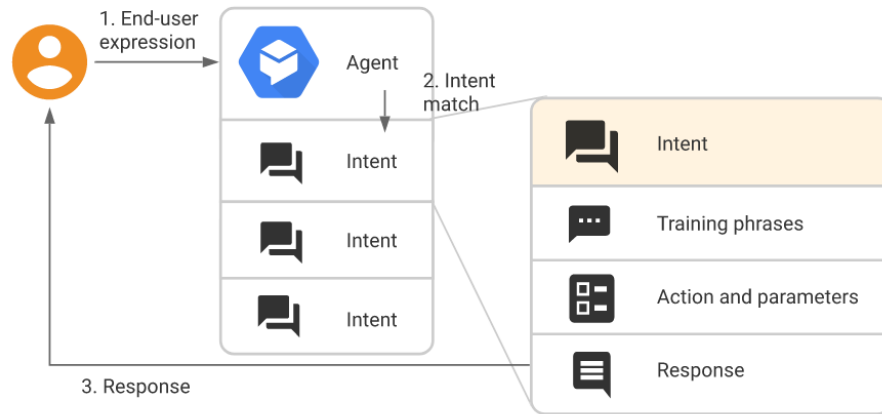 1. End-user
expression
Agent
2. Intent
match
Intent
Intent
Intent
Intent
Training phrases
Action and parameters
Response
3. Response